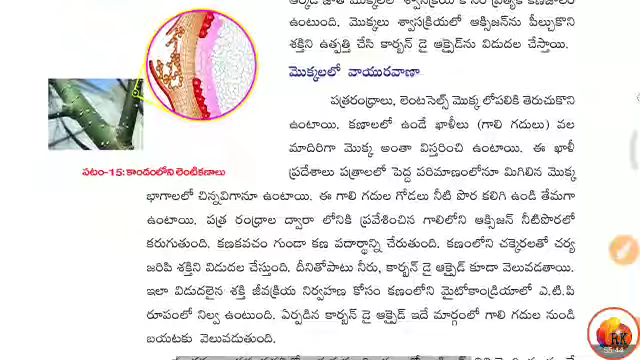 ఉంటుంది. మొక్కలు శ్వాసక్రియలో ఆక్సిజన్‌ను పీల్చుకొని
శక్తిని ఉత్పత్తి చేసి కార్బన్ డై ఆక్సైడ్‌ను విడుదల చేస్తాయి.
మొక్కలలో వాయురవాణా
పత్రరంధ్రాలు, లెంటిసెల్స్ మొక్క లోపలికి తెరుచుకొని
ఉంటాయి. కణాలలో ఉండే ఖాళీలు (గాలి గదులు) వల
మాదిరిగా మొక్క అంతా విస్తరించి ఉంటాయి. ఈ ఖాళీ
ప్రదేశాలు పత్రాలలో పెద్ద పరిమాణంలోనూ మిగిలిన మొక్క
పటం-15: కాండంలోని లెంటికణాలు
భాగాలలో చిన్నవిగానూ ఉంటాయి. ఈ గాలి గదుల గోడలు నీటి పొర కలిగి ఉండి తేమగా
ఉంటాయి. పత్ర రంధ్రాల ద్వారా లోనికి ప్రవేశించిన గాలిలోని ఆక్సిజన్ నీటిపొరలో
కరుగుతుంది. కణకవచం గుండా కణ పదార్థాన్ని చేరుతుంది. కణంలోని చక్కెరలతో చర్య
జరిపి శక్తిని విడుదల చేస్తుంది. దీనితోపాటు నీరు, కార్బన్ డై ఆక్సైడ్ కూడా వెలువడతాయి.
ఇలా విడుదలైన శక్తి జీవక్రియ నిర్వహణ కోసం కణంలోని మైటోకాండ్రియాలో ఎ.టి.పి
రూపంలో నిల్వ ఉంటుంది. ఏర్పడిన కార్బన్ డై ఆక్సైడ్ ఇదే మార్గంలో గాలి గదుల నుండి
బయటకు వెలువడుతుంది.
RK
55:44